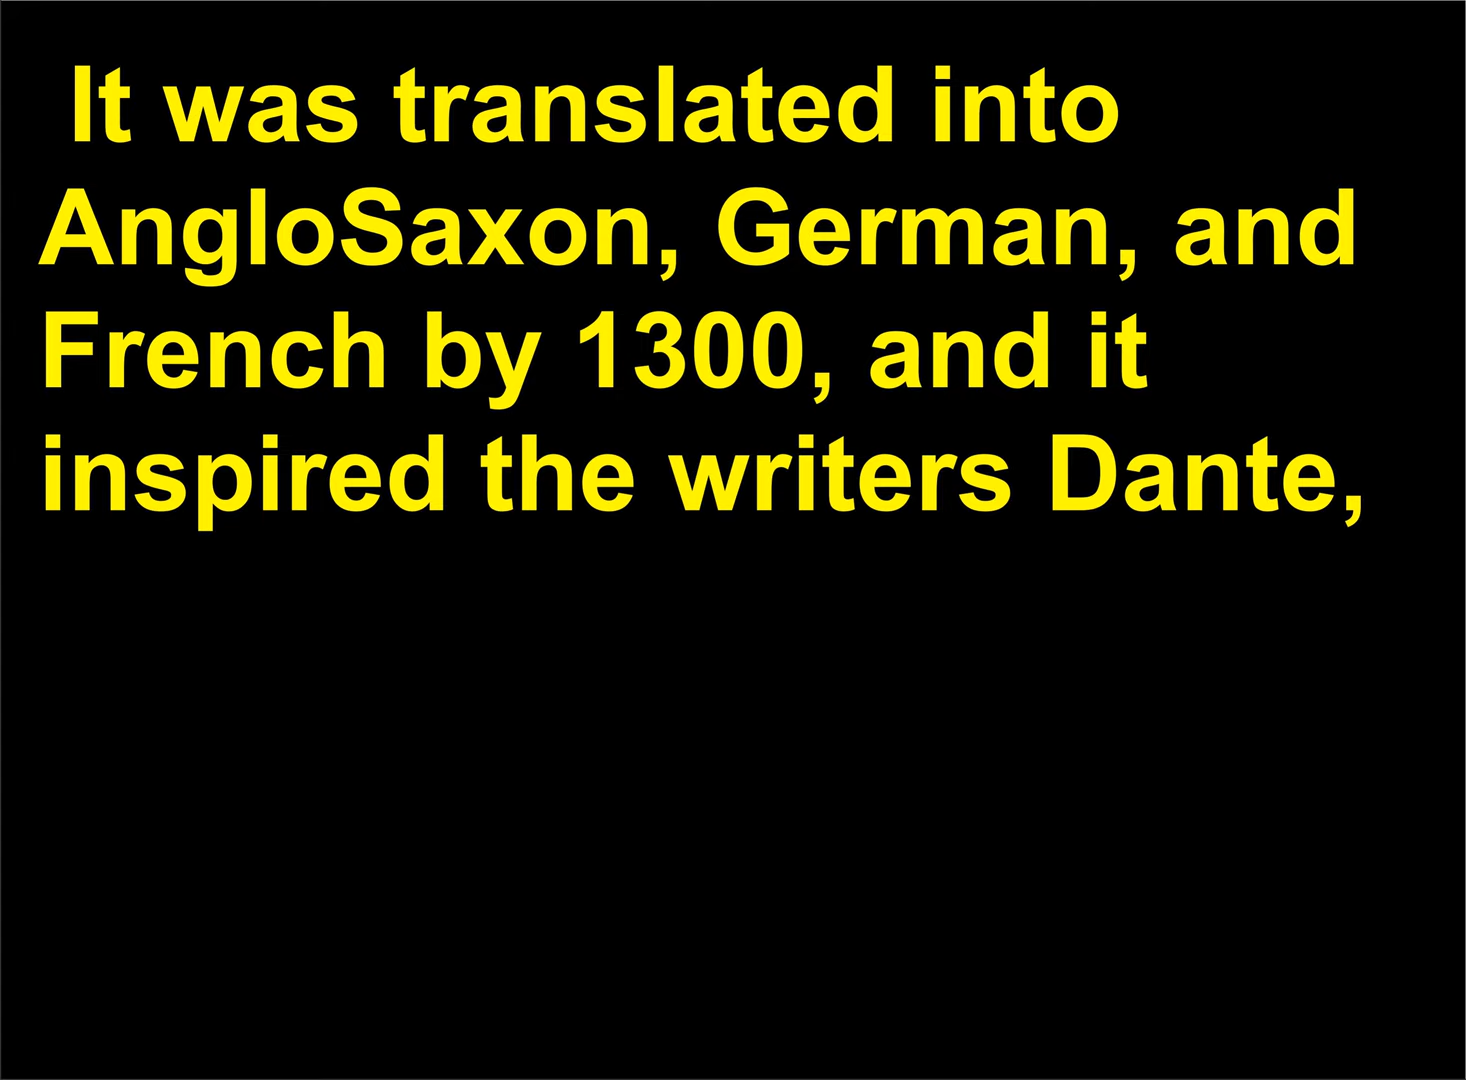 It was translated into
AngloSaxon, German, and
French by 1300, and it
inspired the writers Dante,